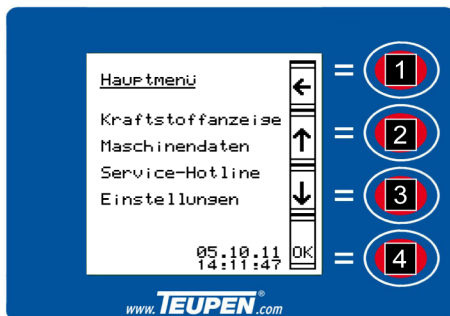 Hauptmenü
Kraftstoffanzeige
Maschinendaten
Service-Hotline
Einstellungen
05.10.11
14:11:47
OK
← = 1
↑ = 2
↓ = 3
= 4
www.TEUPEN®.com